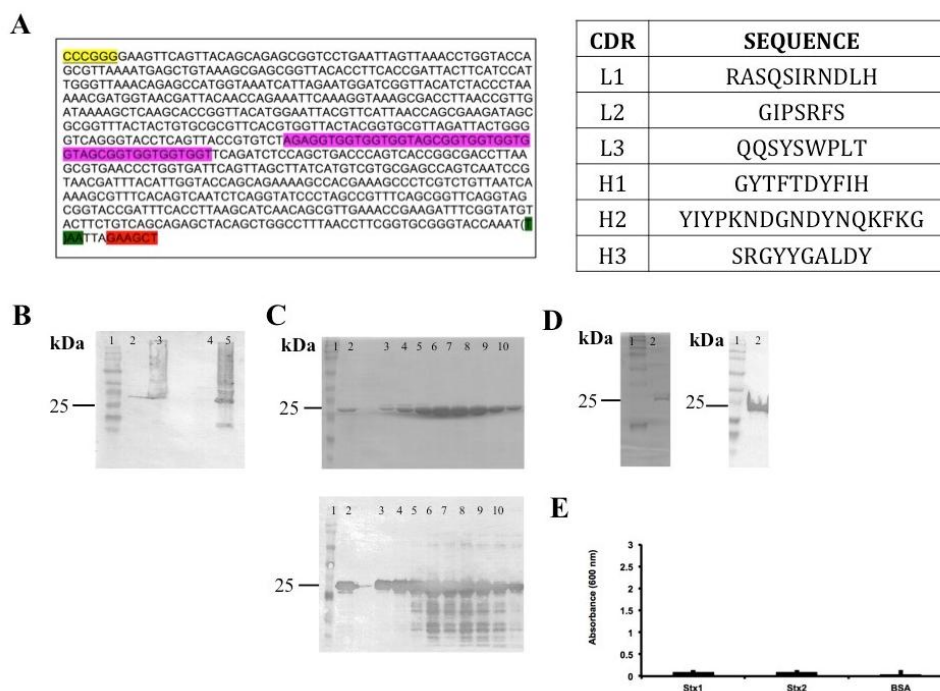 A
CCCGGGGAAGTTCAGTTACAGCAGAGCGGTCCTGAATTAGTTAAACCTGGTACCA
GCGTTAAAATGAGCTGTAAAGCGAGCGGTTACACCTTCACCGATTACTTCATCCAT
TGGGTTAAACAGAGCCATGGTAAATCATTAGAATGGATCGGTTACATCTACCCTAA
AAACGATGGTAACGATTACAACCAGAAATTCAAAGGTAAAGCGACCTTAACCGTTG
ATAAAAGCTCAAGCACCGGTTACATGGAATTACGTTCATTAACCAGCGAAGATAGC
GCGGTTTACTACTGTGCGCGTTCACGTGGTTACTACGGTGCGTTAGATTACTGGG
GTCAGGGTACCTCAGTTACCGTGTCTAGAGGTGGTGGTGGTAGCGGTGGTGGTG
GTAGCGGTGGTGGTGGTTCAGATCTCCAGCTGACCCAGTCACCGGCGACCTTAA
GCGTGAACCCTGGTGATTCAGTTAGCTTATCATGTCGTGCGAGCCAGTCAATCCG
TAACGATTTACATTGGTACCAGCAGAAAAGCCACGAAAGCCCTCGTCTGTTAATCA
AAAGCGTTTCACAGTCAATCTCAGGTATCCCTAGCCGTTTCAGCGGTTCAGGTAG
CGGTACCGATTTCACCTTAAGCATCAACAGCGTTGAAACCGAAGATTTCGGTATGT
ACTTCTGTCAGCAGAGCTACAGCTGGCCTTTAACCTTCGGTGCGGGTACCAAAT(T
AA)TTAGAAGCT
CDR SEQUENCE
L1 RASQSIRNDLH
L2 GIPSRFS
L3 QQSYSWPLT
H1 GYTFTDYFIH
H2 YIYPKNDGNDYNQKFKG
H3 SRGYYGALDY
B
kDa
1 2 3 4 5
25
C
kDa
1 2 3 4 5 6 7 8 9 10
25
1 2 3 4 5 6 7 8 9 10
25
D
kDa
1 2
25
kDa
1 2
25
E
Absorbance (600 nm)
3
2.5
2
1.5
1
0.5
0
Stx1 Stx2 BSA